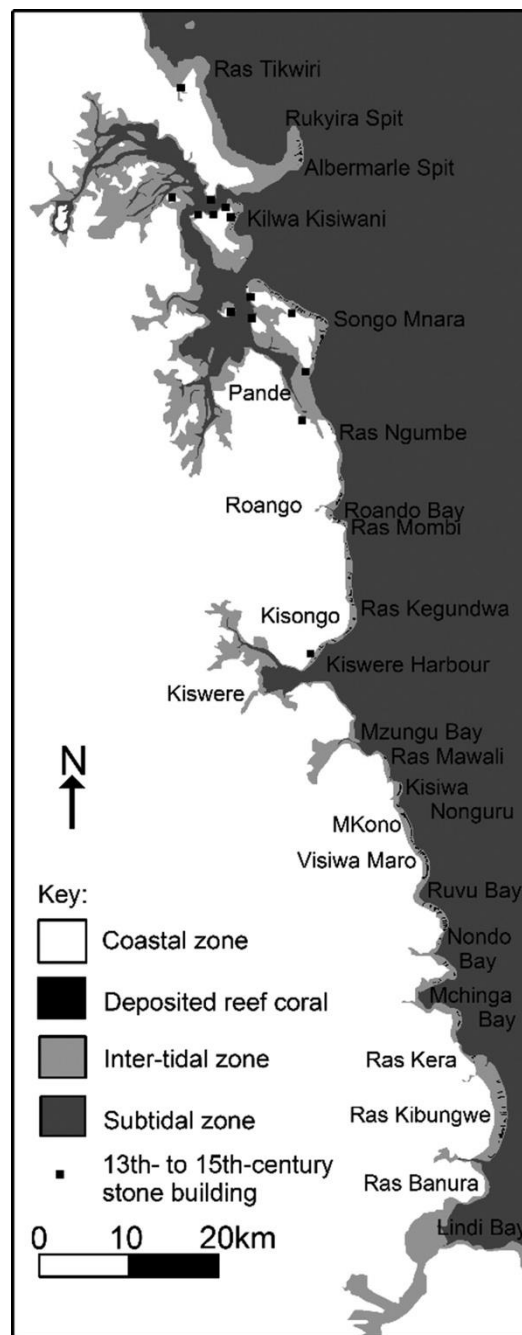 Ras Tikwiri
Rukyira Spit
Albermarle Spit
Kilwa Kisiwani
Songo Mnara
Pande
Ras Ngumbe
Roango
Roando Bay
Ras Mombi
Kisongo
Ras Kegundwa
Kiswere Harbour
Kiswere
Mzungu Bay
Ras Mawali
Kisiwa
Nonguru
MKono
Visiwa Maro
Ruvu Bay
Nondo
Bay
Mchinga
Bay
Ras Kera
Ras Kibungwe
Ras Banura
Lindi Bay
N
Key:
Coastal zone
Deposited reef coral
Inter-tidal zone
Subtidal zone
13th- to 15th-century
stone building
0 10 20km